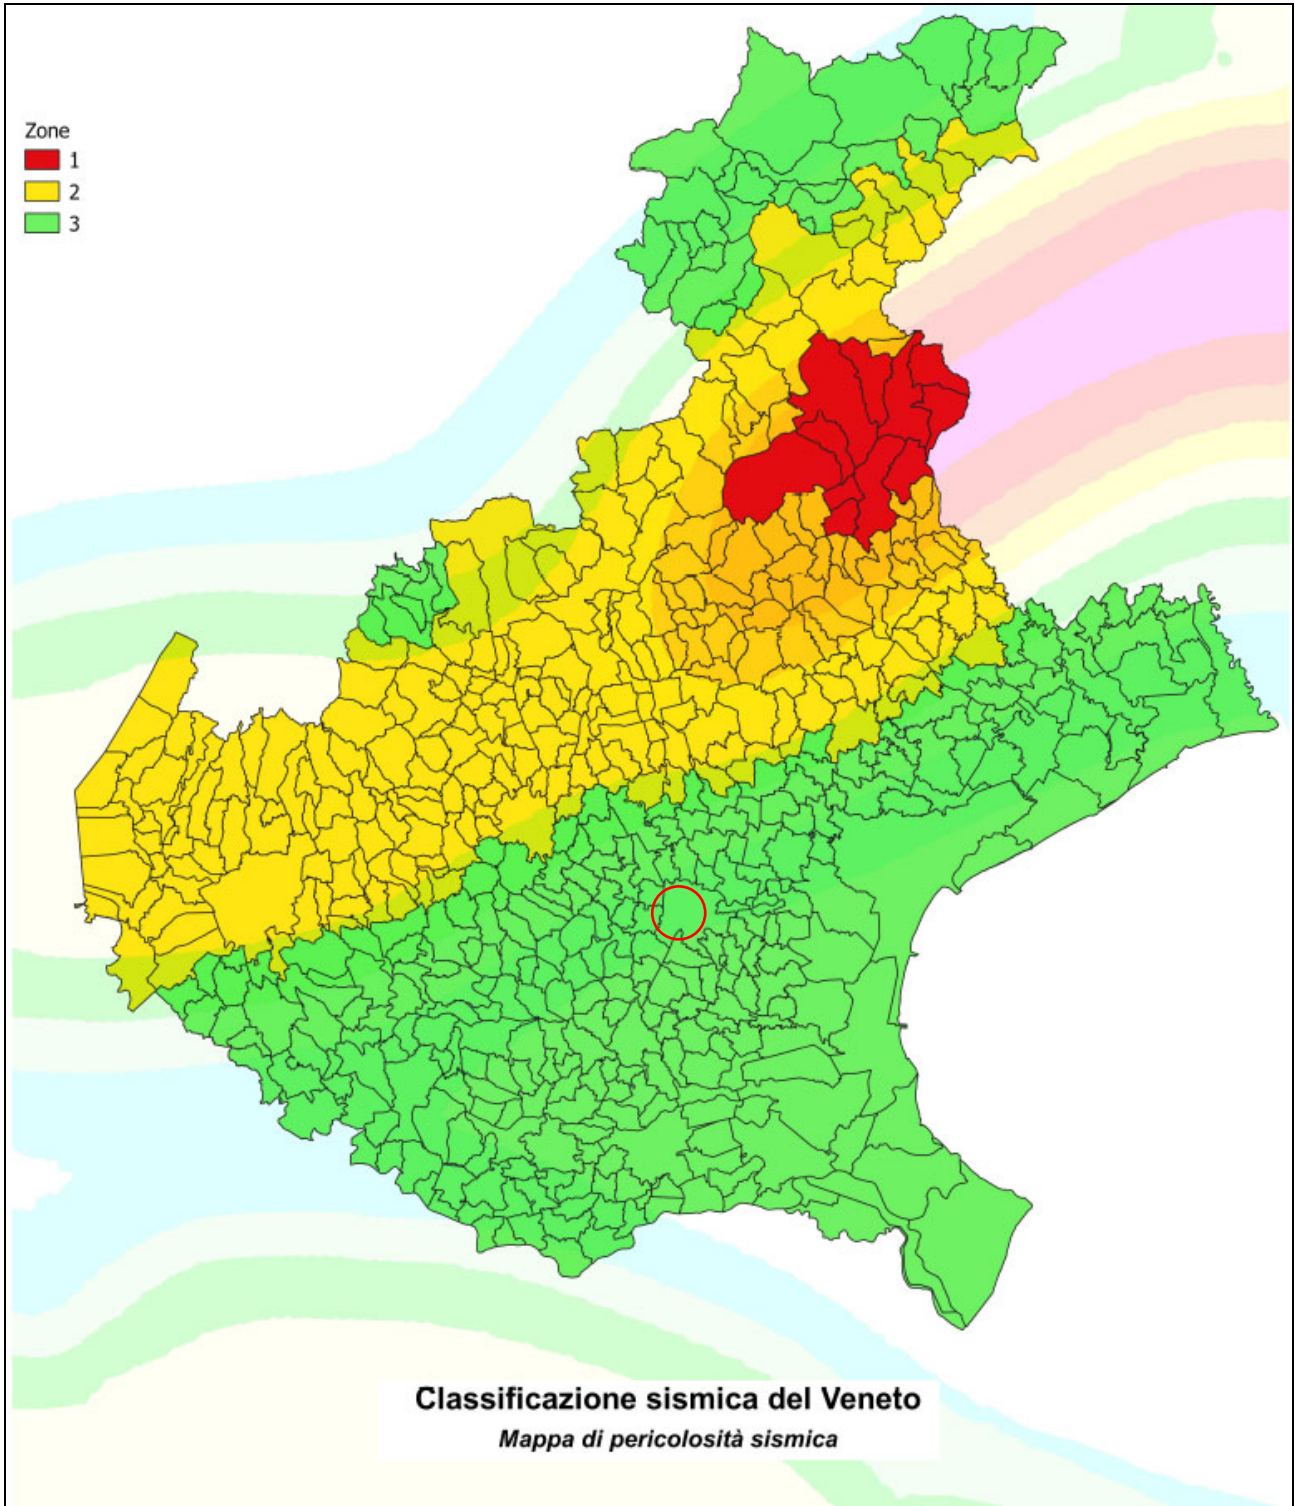 Zone
1
2
3
Classificazione sismica del Veneto
Mappa di pericolosità sismica